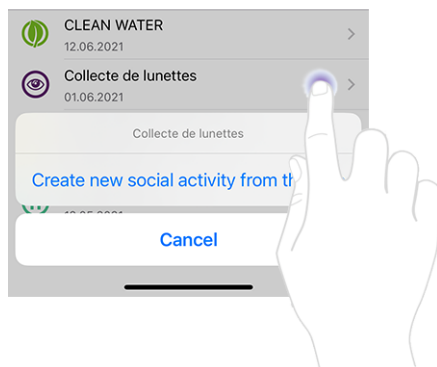 CLEAN WATER
12.06.2021
Collecte de lunettes
01.06.2021
Collecte de lunettes
Create new social activity from
Cancel